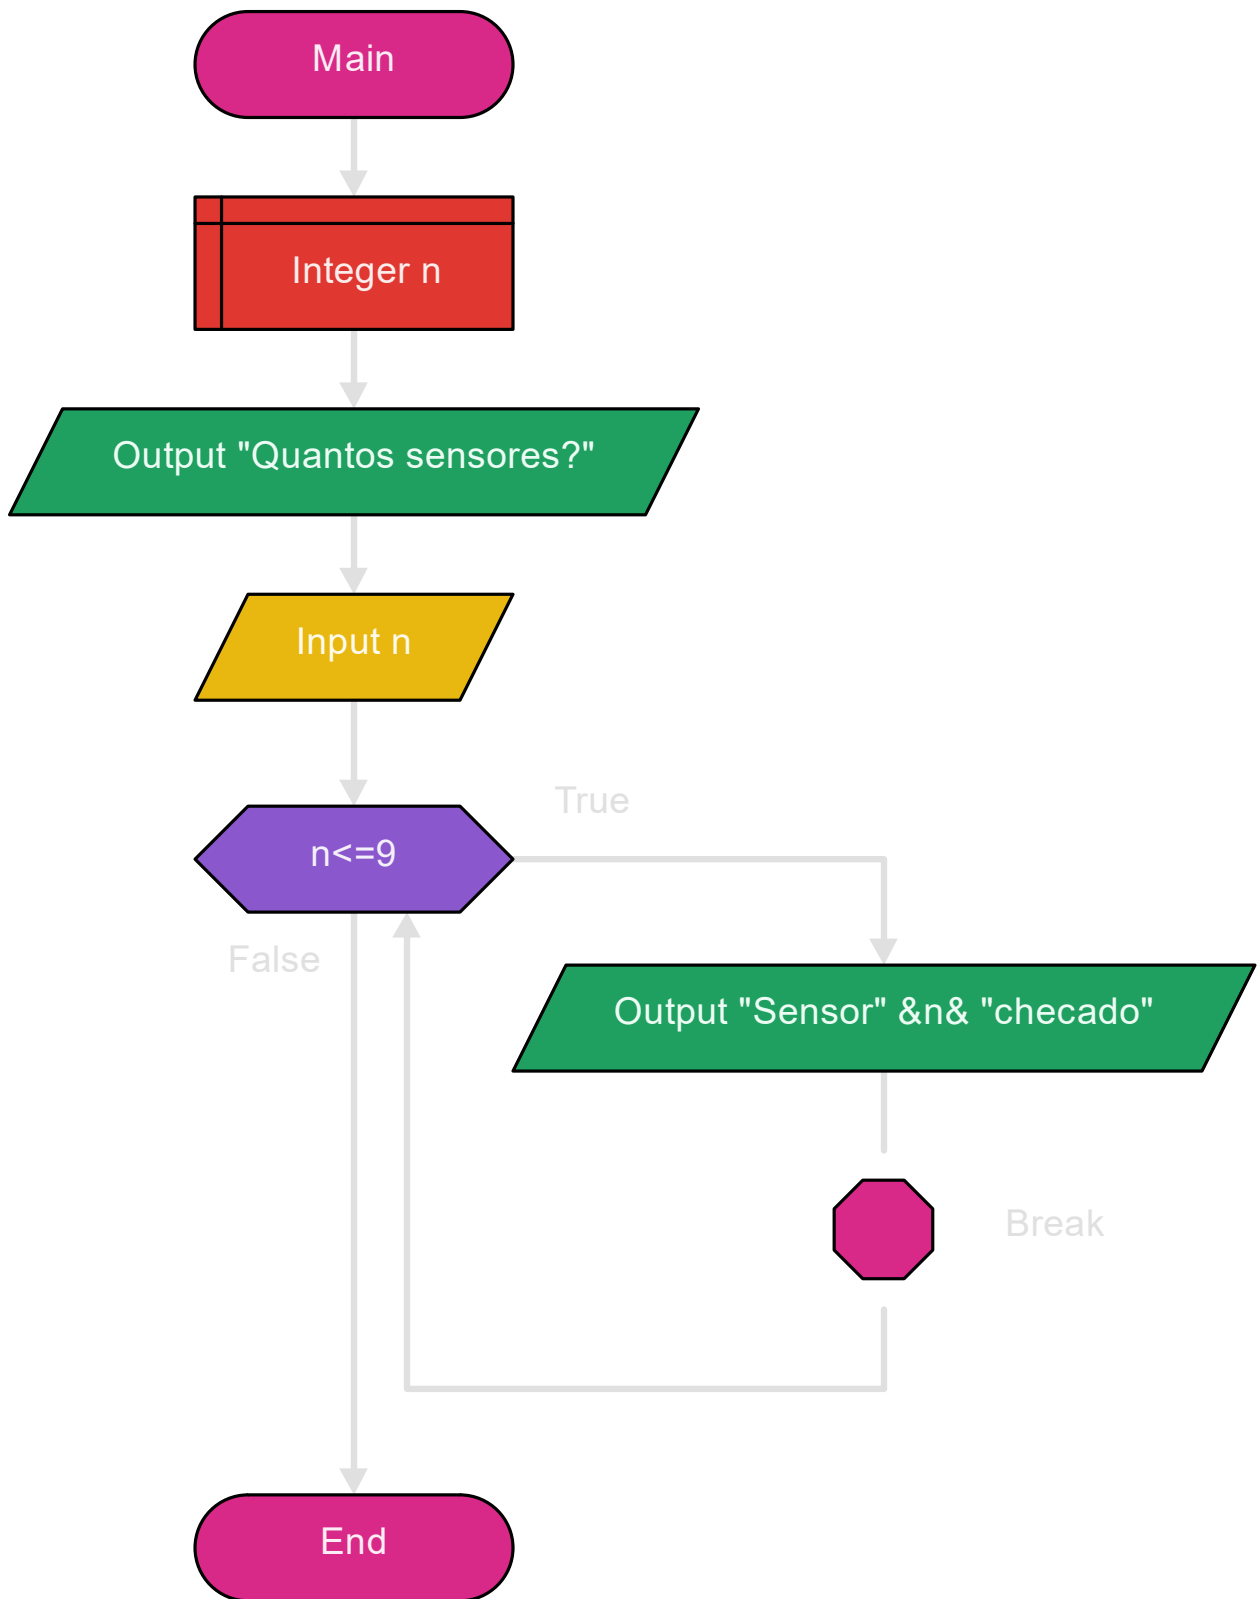 Main
Integer n
Output "Quantos sensores?"
Input n
n<=9
True
False
Output "Sensor" &n& "checado"
Break
End